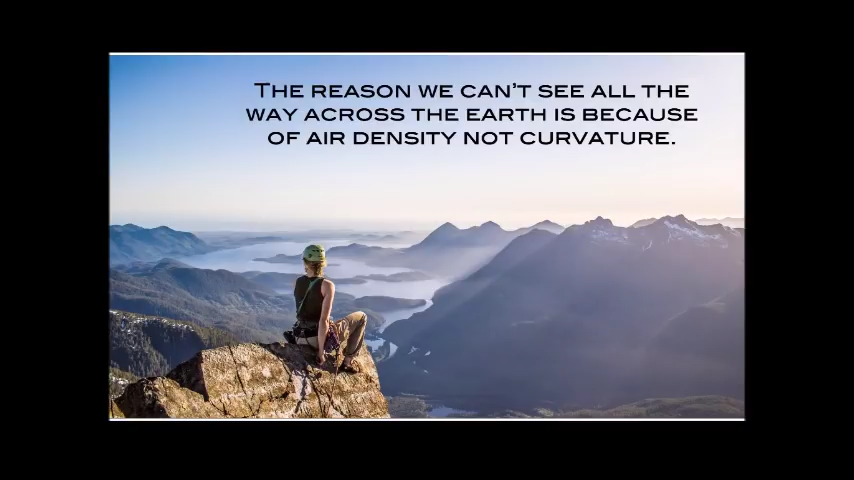 THE REASON WE CAN'T SEE ALL THE
WAY ACROSS THE EARTH IS BECAUSE
OF AIR DENSITY NOT CURVATURE.